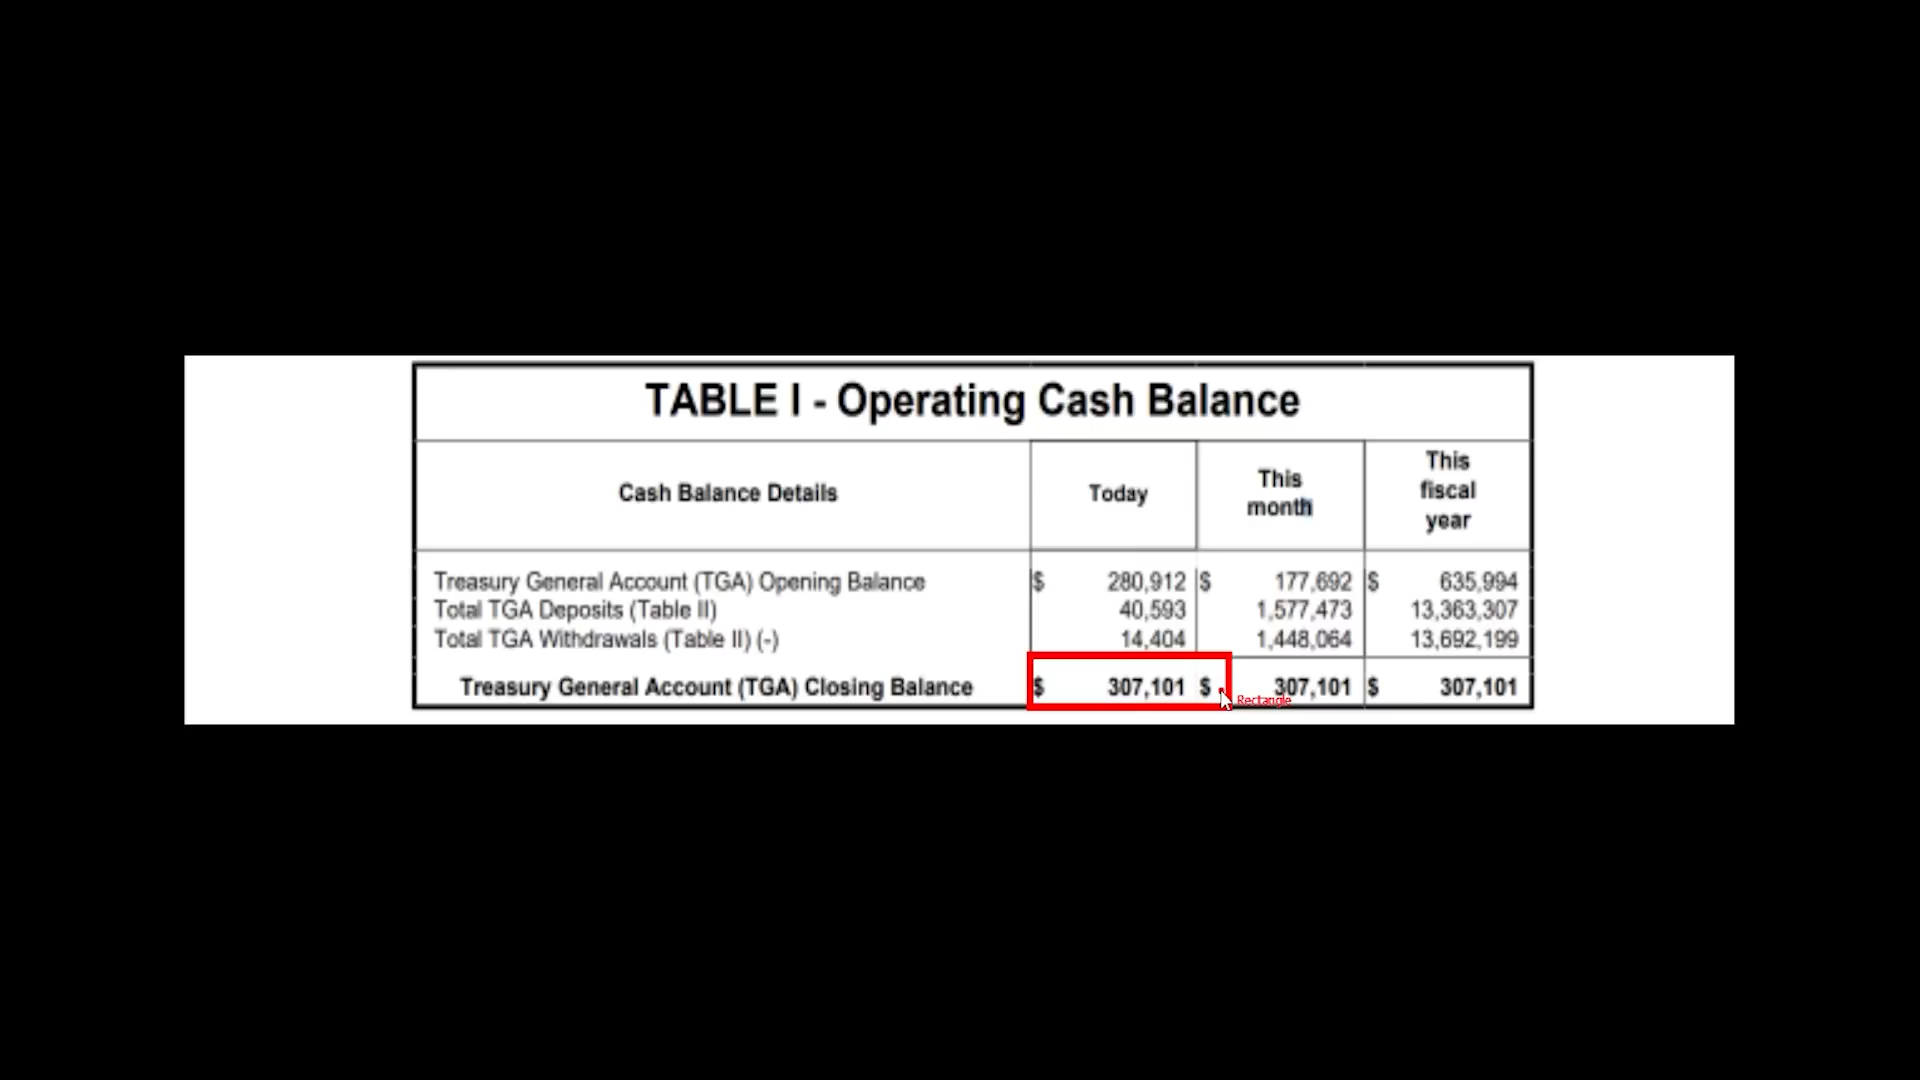 TABLE I - Operating Cash Balance
Cash Balance Details Today This month This fiscal year
Treasury General Account (TGA) Opening Balance $ 280,912 $ 177,692 $ 635,994
Total TGA Deposits (Table II) 40,593 1,577,473 13,363,307
Total TGA Withdrawals (Table II) (-) 14,404 1,448,064 13,692,199
Treasury General Account (TGA) Closing Balance $ 307,101 $ 307,101 $ 307,101
Rectangle